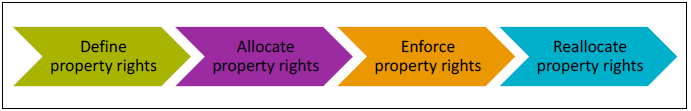 Define
property rights
Allocate
property rights
Enforce
property rights
Reallocate
property rights